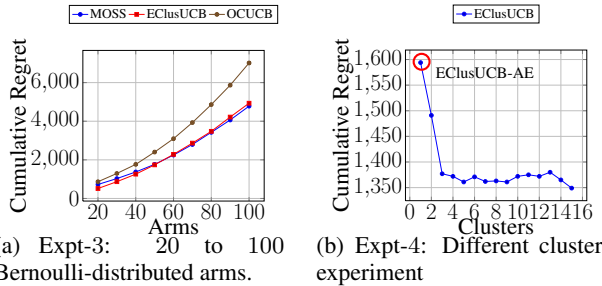 MOSS EClusUCB OCUCB
Cumulative Regret
6,000
4,000
2,000
0
20 40 60 80 100
Arms
(a) Expt-3: 20 to 100
Bernoulli-distributed arms.
EClusUCB
Cumulative Regret
1,600
1,550
1,500
1,450
1,400
1,350
EClusUCB-AE
0 2 4 6 8 10 12 14 15 16
Clusters
(b) Expt-4: Different cluster
experiment